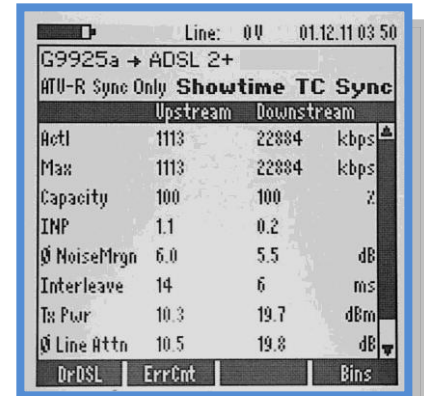 Line: 0V 01.12.11 03 50
G9925a → ADSL 2+
ATU-R Sync Only Showtime TC Sync
Upstream Downstream
Actl 1113 22884 kbps
Max 1113 22884 kbps
Capacity 100 100 %
INP 1.1 0.2
Ø NoiseMrgn 6.0 5.5 dB
Interleave 14 6 ms
Tx Pwr 10.3 19.7 dBm
Ø Line Attn 10.5 19.8 dB
DrDSL ErrCnt Bins